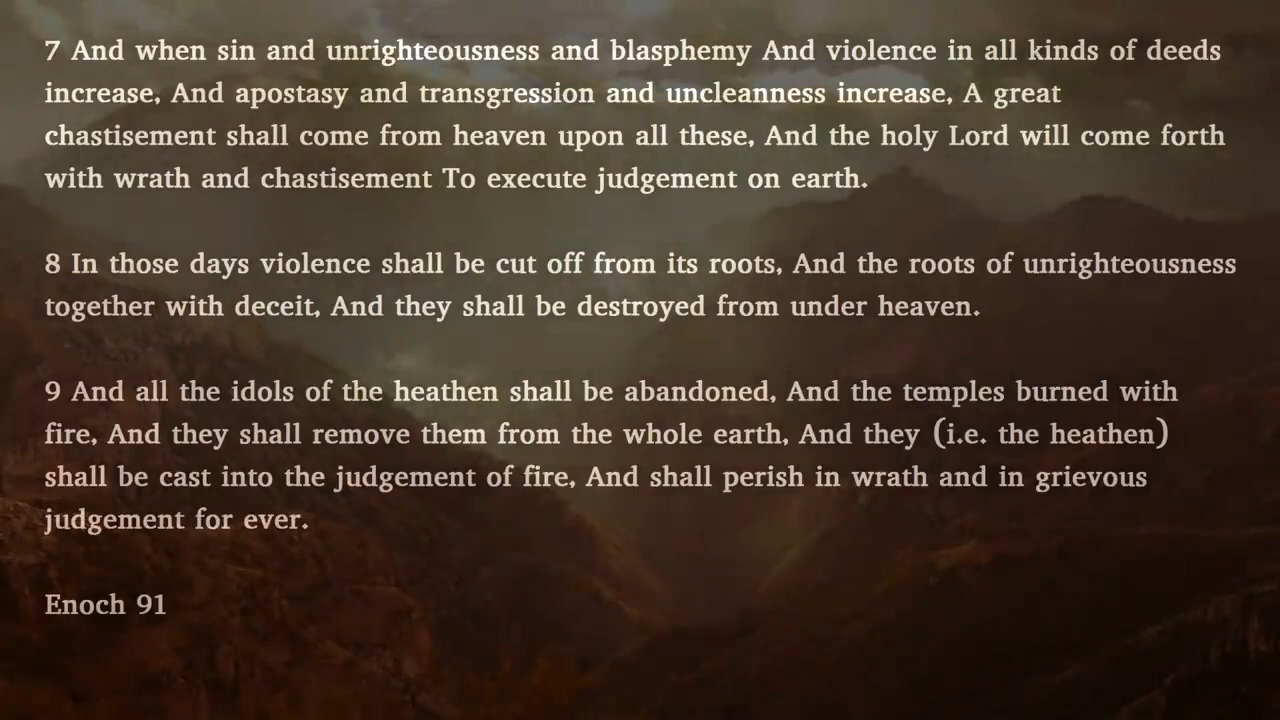 7 And when sin and unrighteousness and blasphemy And violence in all kinds of deeds
increase, And apostasy and transgression and uncleanness increase, A great
chastisement shall come from heaven upon all these, And the holy Lord will come forth
with wrath and chastisement To execute judgement on earth.
8 In those days violence shall be cut off from its roots, And the roots of unrighteousness
together with deceit, And they shall be destroyed from under heaven.
9 And all the idols of the heathen shall be abandoned, And the temples burned with
fire, And they shall remove them from the whole earth, And they (i.e. the heathen)
shall be cast into the judgement of fire, And shall perish in wrath and in grievous
judgement for ever.
Enoch 91